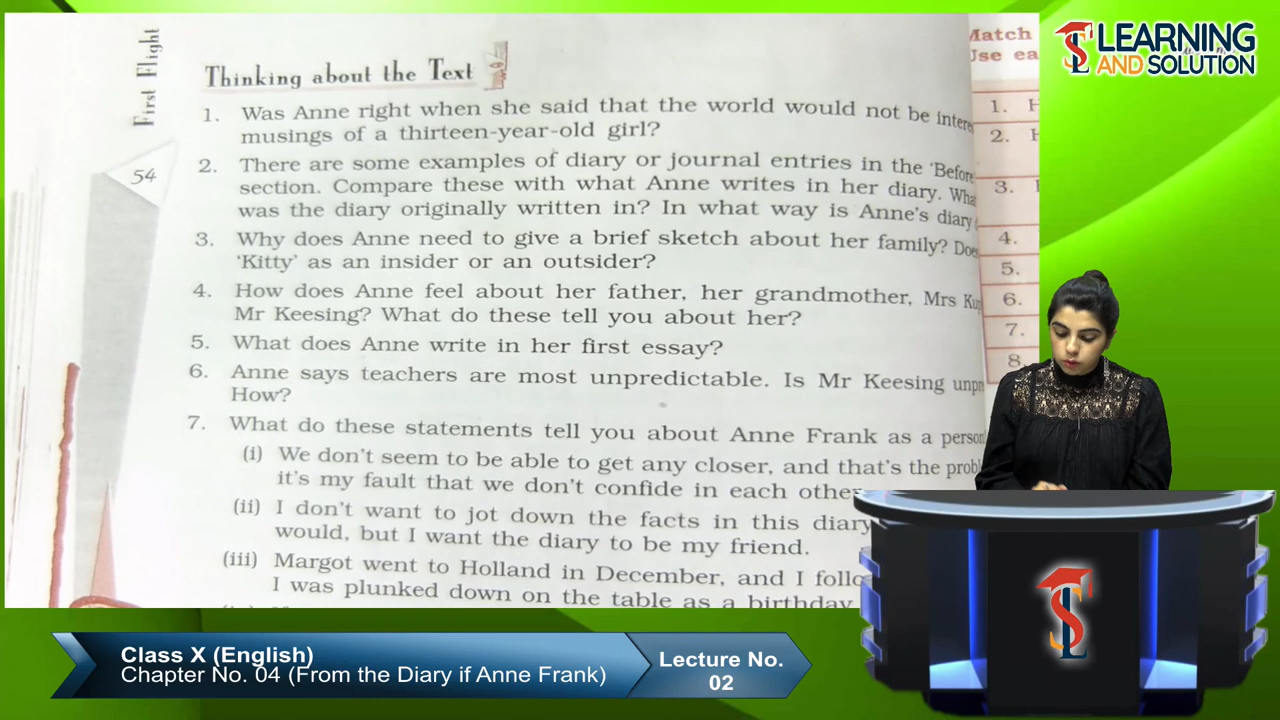 First Flight
54
Thinking about the Text
1. Was Anne right when she said that the world would not be
musings of a thirteen-year-old girl?
2. There are some examples of diary or journal entries in the ‘Before
section. Compare these with what Anne writes in her diary.
was the diary originally written in? In what way is Anne’s diary
3. Why does Anne need to give a brief sketch about her family?
‘Kitty’ as an insider or an outsider?
4. How does Anne feel about her father, her grandmother, Mrs
Mr Keesing? What do these tell you about her?
5. What does Anne write in her first essay?
6. Anne says teachers are most unpredictable. Is Mr Keesing
How?
7. What do these statements tell you about Anne Frank as a
(i) We don’t seem to be able to get any closer, and that’s the
it’s my fault that we don’t confide in each
(ii) I don’t want to jot down the facts in this diary
would, but I want the diary to be my friend.
(iii) Margot went to Holland in December, and I
I was plunked down on the table as a birthday
Match
1. H
2. H
3.
4.
5.
6.
7.
8.
LEARNING
AND SOLUTION
Class X (English)
Chapter No. 04 (From the Diary if Anne Frank)
Lecture No.
02